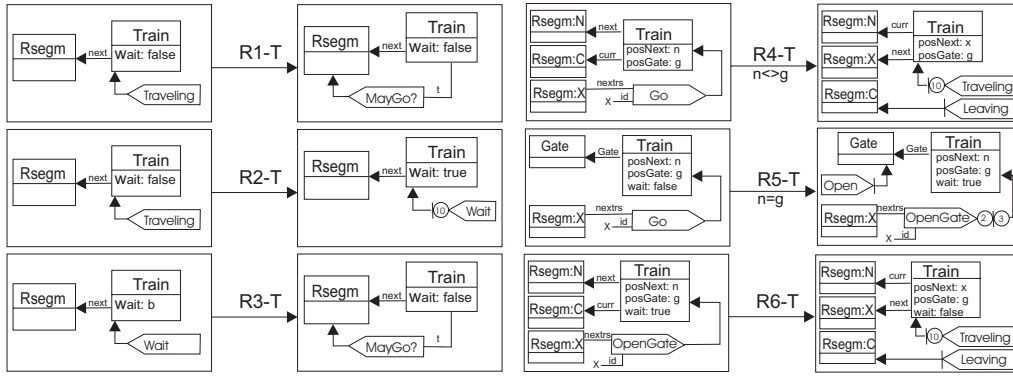 Rsegm
next
Train
Wait: false
Traveling
R1-T
Rsegm
next
Train
Wait: false
MayGo?
t
Rsegm:N
Rsegm:C
Rsegm:X
next
curr
Train
posNext: n
posGate: g
nextrs
X
id
Go
R4-T
n<>g
Rsegm:N
Rsegm:X
Rsegm:C
curr
next
Train
posNext: x
posGate: g
10
Traveling
Leaving
Rsegm
next
Train
Wait: false
Traveling
R2-T
Rsegm
next
Train
Wait: true
10
Wait
Gate
Gate
Train
posNext: n
posGate: g
wait: false
Rsegm:X
nextrs
X
id
Go
R5-T
n=g
Gate
Gate
Train
posNext: n
posGate: g
wait: true
Open
Rsegm:X
nextrs
X
id
OpenGate
2
3
Rsegm
next
Train
Wait: b
Wait
R3-T
Rsegm
next
Train
Wait: false
MayGo?
t
Rsegm:N
Rsegm:C
Rsegm:X
next
curr
Train
posNext: n
posGate: g
wait: true
nextrs
X
id
OpenGate
R6-T
Rsegm:N
Rsegm:X
Rsegm:C
curr
next
Train
posNext: x
posGate: g
wait: false
10
Traveling
Leaving